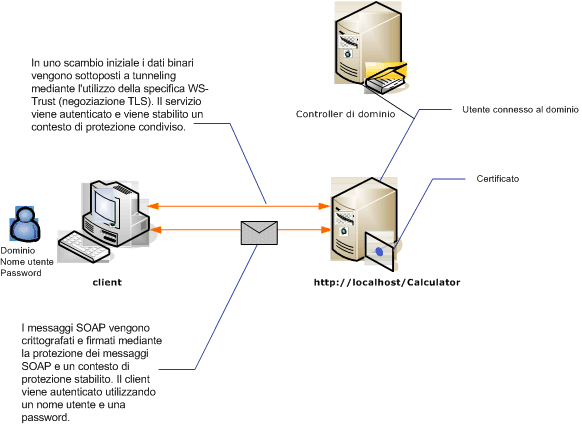 In uno scambio iniziale i dati binari
vengono sottoposti a tunneling
mediante l'utilizzo della specifica WS-
Trust (negoziazione TLS). Il servizio
viene autenticato e viene stabilito un
contesto di protezione condiviso.
Controller di dominio
Utente connesso al dominio
Certificato
Dominio
Nome utente
Password
client
http://localhost/Calculator
I messaggi SOAP vengono
crittografati e firmati mediante
la protezione dei messaggi
SOAP e un contesto di
protezione stabilito. Il client
viene autenticato utilizzando
un nome utente e una
password.